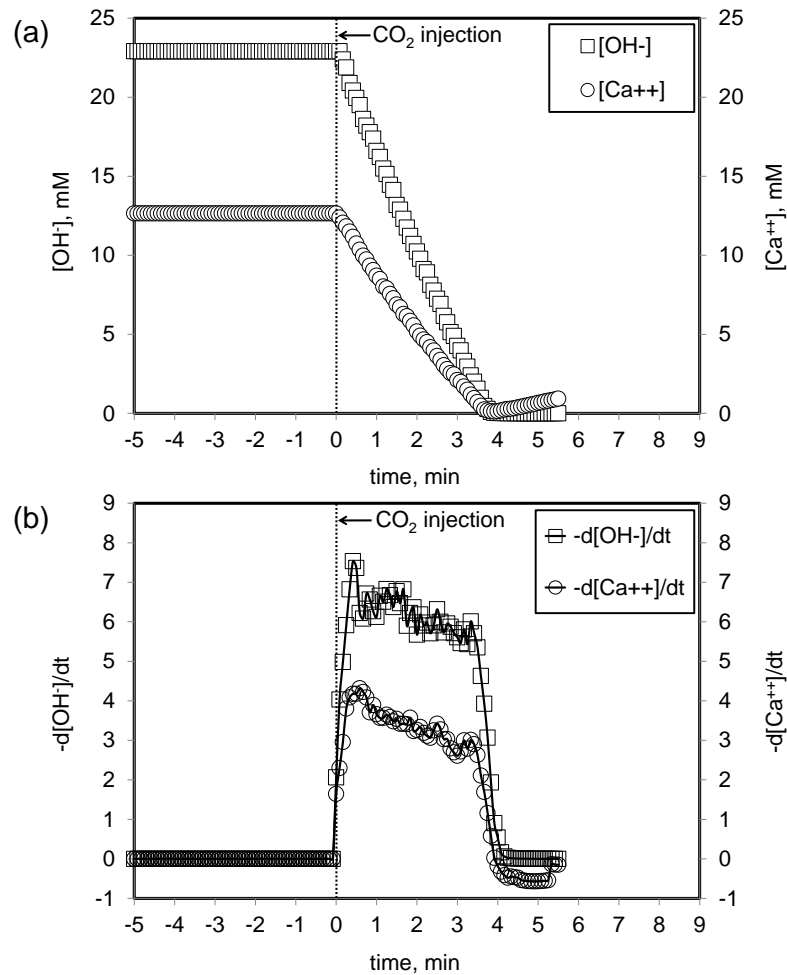 (a)
CO2 injection
[OH-]
[Ca++]
25
20
15
10
5
0
[OH-], mM
25
20
15
10
5
0
[Ca++], mM
-5 -4 -3 -2 -1 0 1 2 3 4 5 6 7 8 9
time, min
(b)
CO2 injection
-d[OH-]/dt
-d[Ca++]/dt
9
8
7
6
5
4
3
2
1
0
-1
-d[OH-]/dt
9
8
7
6
5
4
3
2
1
0
-1
-d[Ca++]/dt
-5 -4 -3 -2 -1 0 1 2 3 4 5 6 7 8 9
time, min